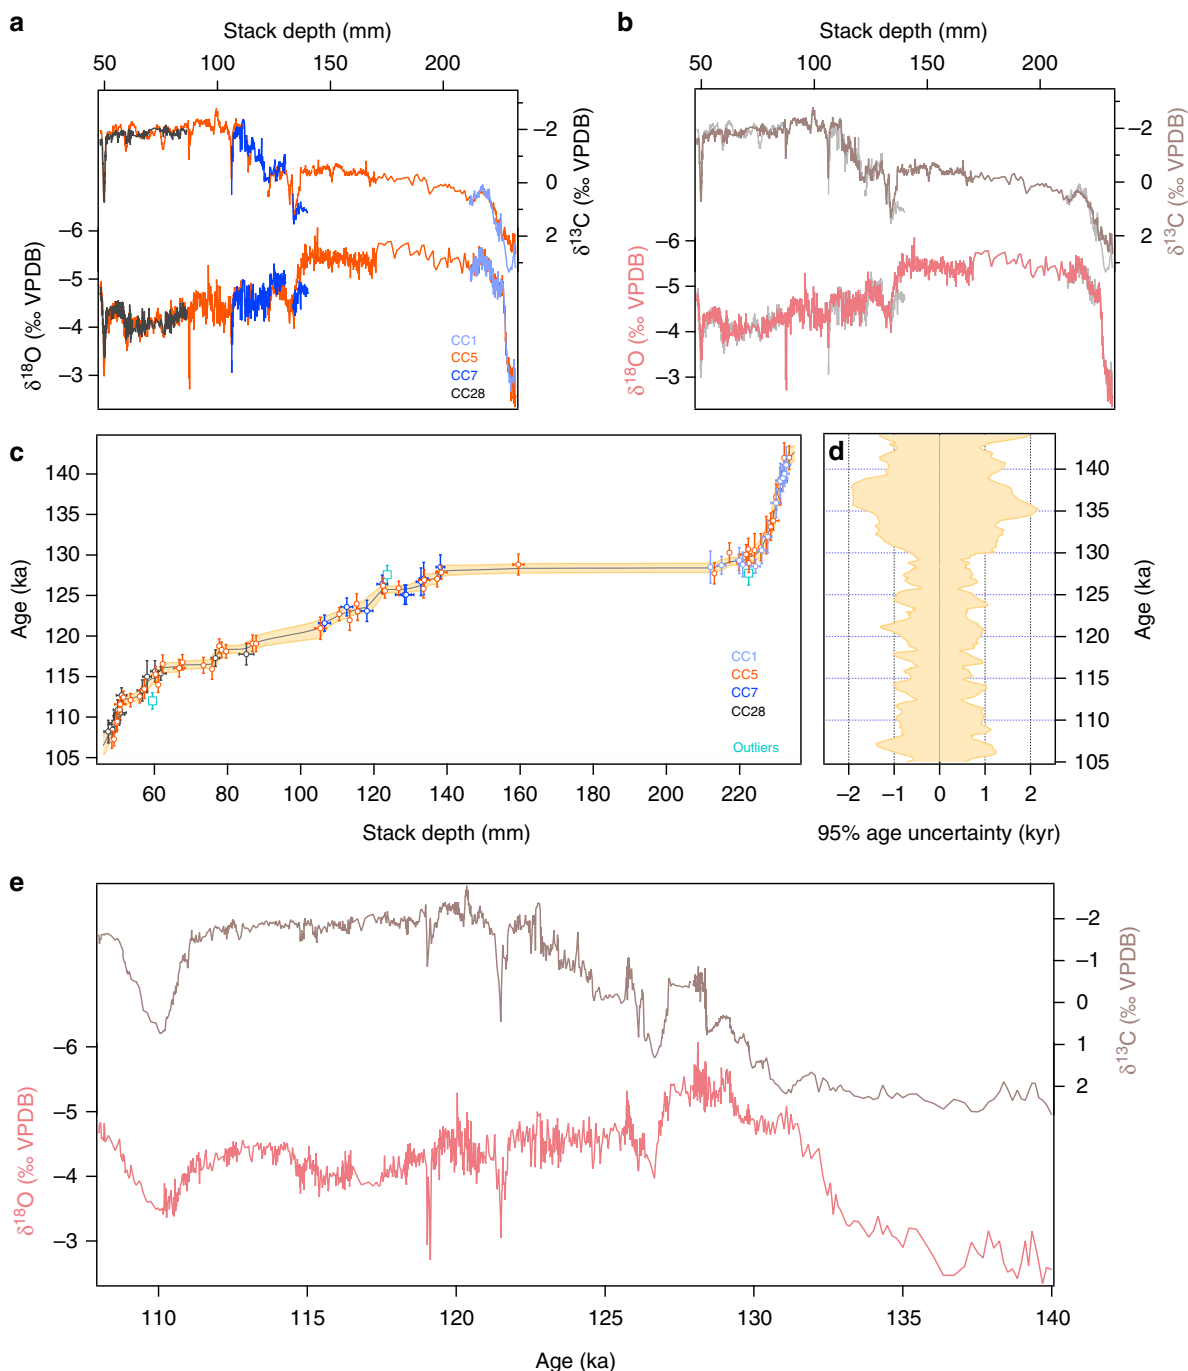 a
Stack depth (mm)
50 100 150 200
−2
0
2
δ13C (‰ VPDB)
−6
−5
−4
−3
δ18O (‰ VPDB)
CC1
CC5
CC7
CC28
b
Stack depth (mm)
50 100 150 200
−2
0
2
δ13C (‰ VPDB)
−6
−5
−4
−3
δ18O (‰ VPDB)
c
140
135
130
125
120
115
110
105
Age (ka)
CC1
CC5
CC7
CC28
Outliers
60 80 100 120 140 160 180 200 220
Stack depth (mm)
d
140
135
130
125
120
115
110
105
Age (ka)
−2 −1 0 1 2
95% age uncertainty (kyr)
e
−2
−1
0
1
2
δ13C (‰ VPDB)
−6
−5
−4
−3
δ18O (‰ VPDB)
110 115 120 125 130 135 140
Age (ka)